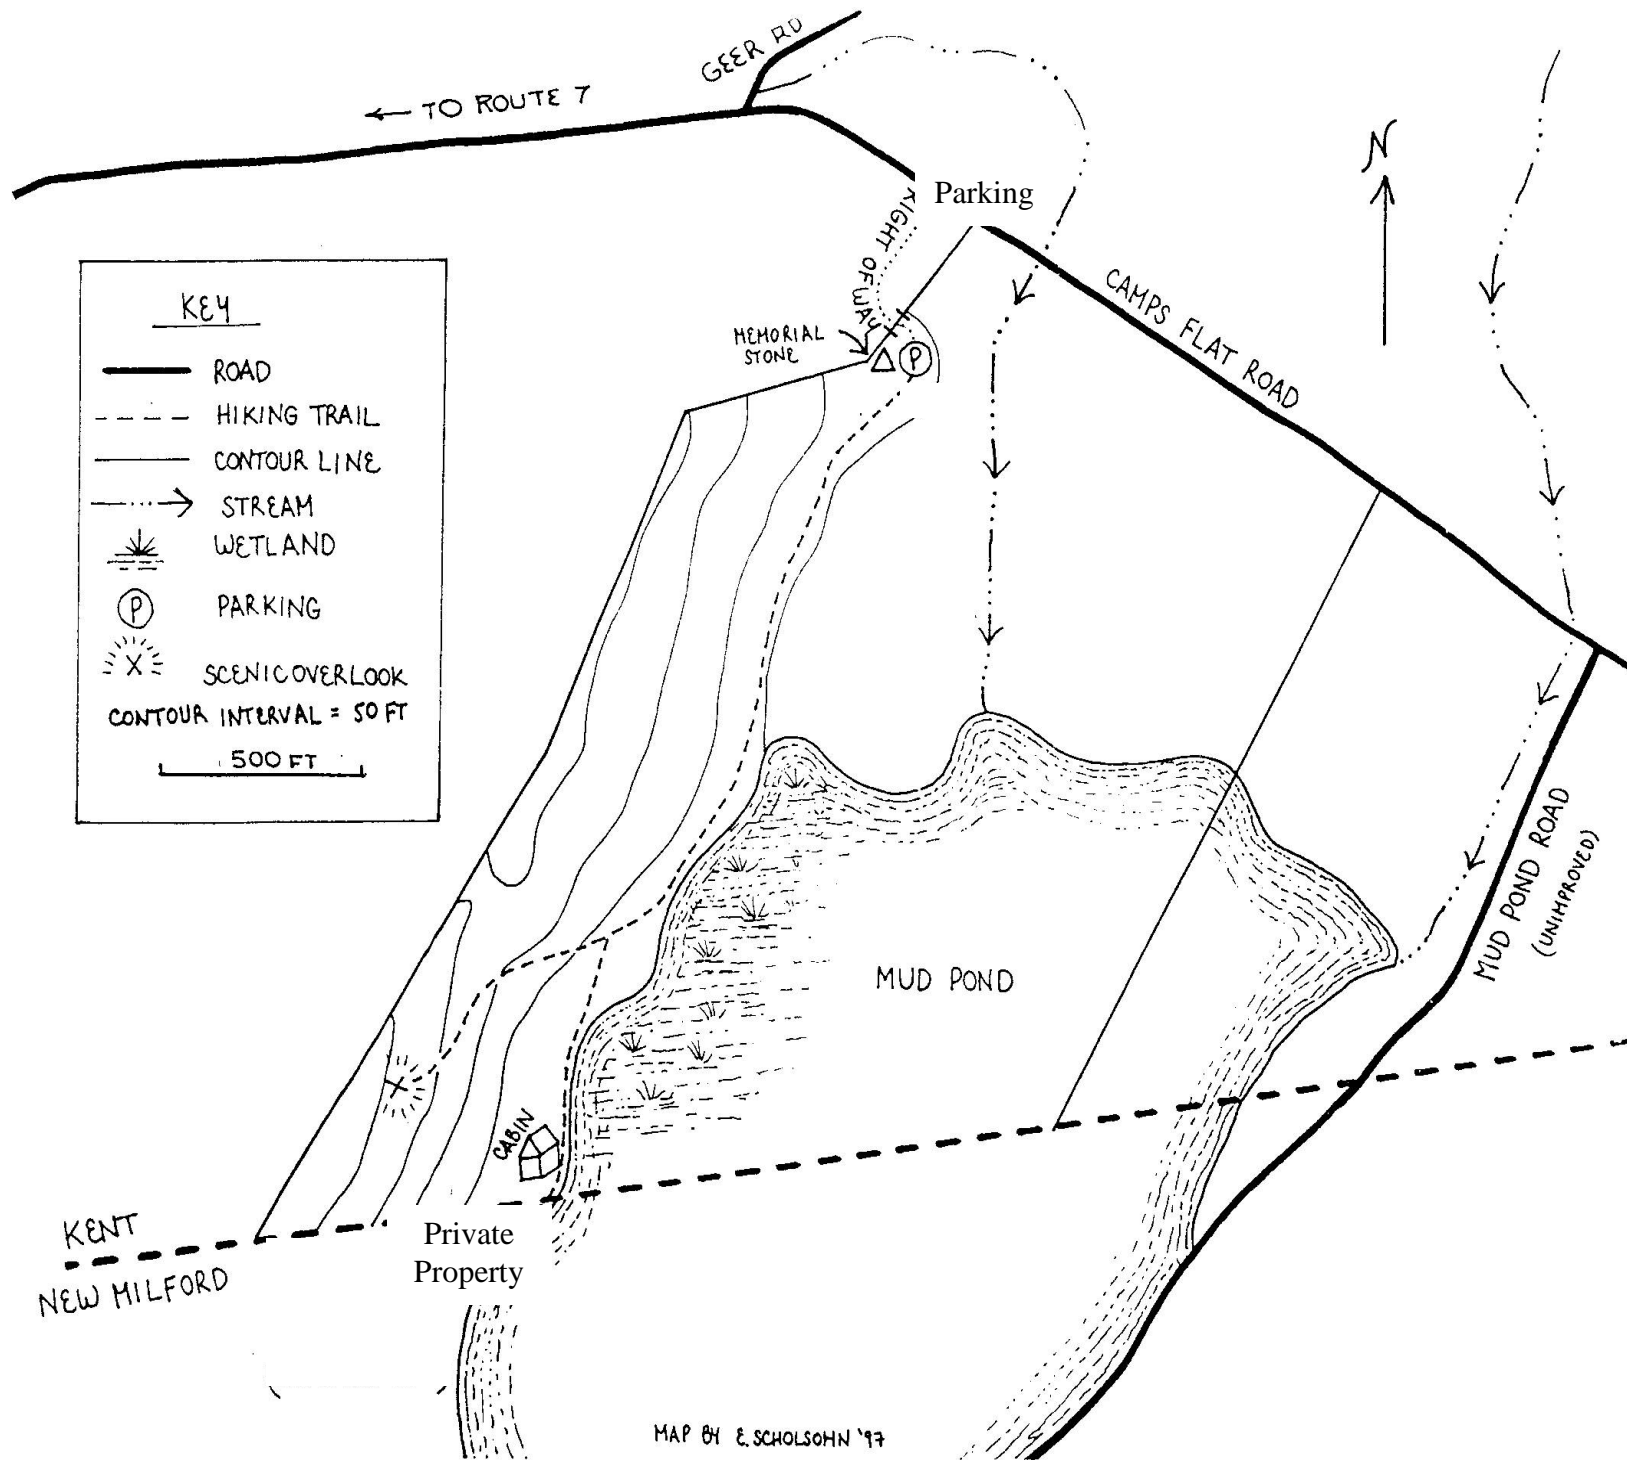 GEER RD
← TO ROUTE 7
N
Parking
RIGHT OF WAY
CAMPS FLAT ROAD
KEY
ROAD
HIKING TRAIL
CONTOUR LINE
STREAM
WETLAND
P PARKING
X SCENIC OVERLOOK
CONTOUR INTERVAL = 50 FT
500 FT
MEMORIAL
STONE
P
MUD POND ROAD
(UNIMPROVED)
MUD POND
X
CABIN
KENT
NEW MILFORD
Private
Property
MAP BY E. SCHOLSOHN '97